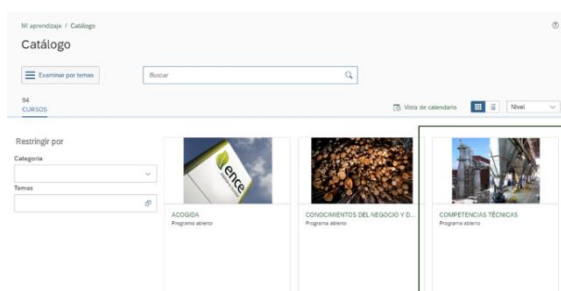 Mi aprendizaje / Catálogo
Catálogo
Examinar por temas
Buscar
94
CURSOS
Vista de calendario
Nivel
Restringir por
Categoría
Temas
ence
ACOGIDA
Programa abierto
CONOCIMIENTOS DEL NEGOCIO Y D...
Programa abierto
COMPETENCIAS TÉCNICAS
Programa abierto